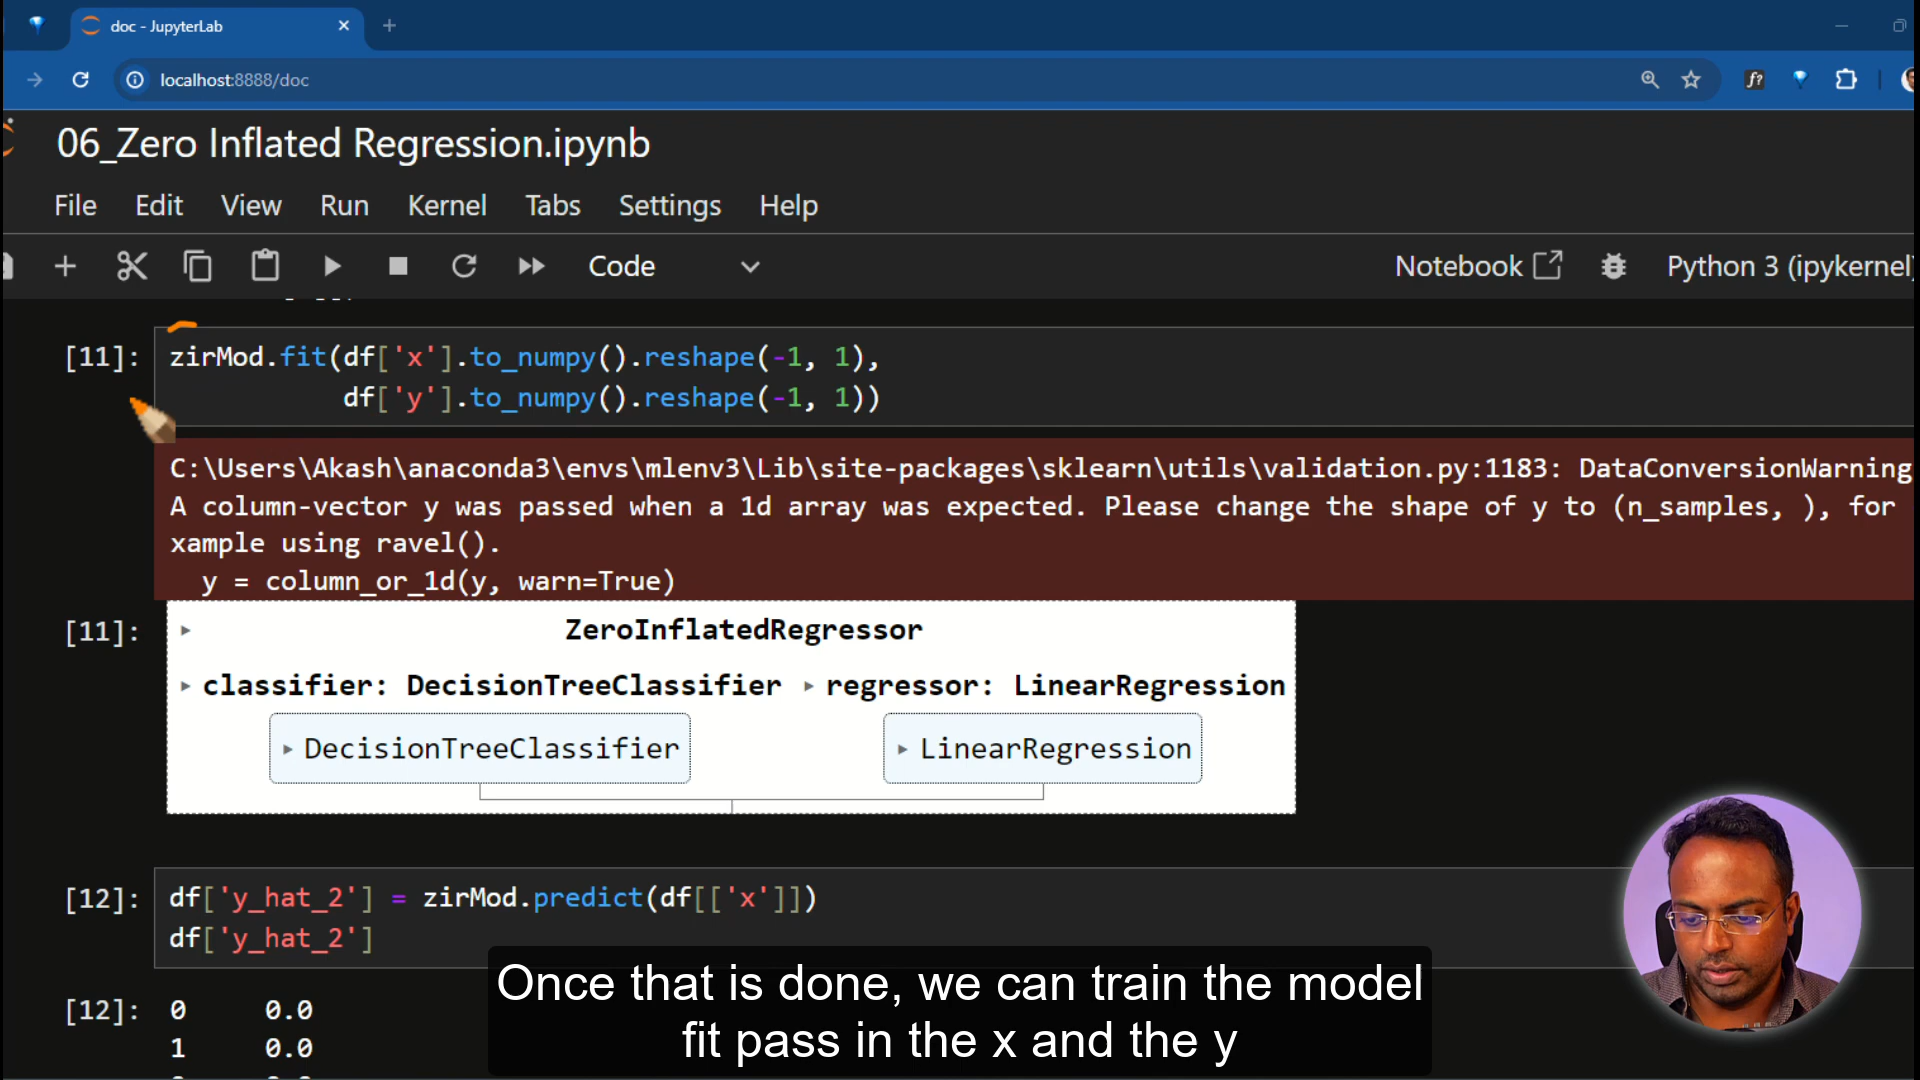 doc - JupyterLab
localhost:8888/doc
f?
06_Zero Inflated Regression.ipynb
File Edit View Run Kernel Tabs Settings Help
Code Notebook Python 3 (ipykernel)
[11]: zirMod.fit(df['x'].to_numpy().reshape(-1, 1),
df['y'].to_numpy().reshape(-1, 1))
C:\Users\Akash\anaconda3\envs\mlenv3\Lib\site-packages\sklearn\utils\validation.py:1183: DataConversionWarning
A column-vector y was passed when a 1d array was expected. Please change the shape of y to (n_samples, ), for
xample using ravel().
y = column_or_1d(y, warn=True)
[11]: ZeroInflatedRegressor
classifier: DecisionTreeClassifier regressor: LinearRegression
DecisionTreeClassifier LinearRegression
[12]: df['y_hat_2'] = zirMod.predict(df[['x']])
df['y_hat_2']
[12]: 0 0.0
1 0.0
Once that is done, we can train the model
fit pass in the x and the y